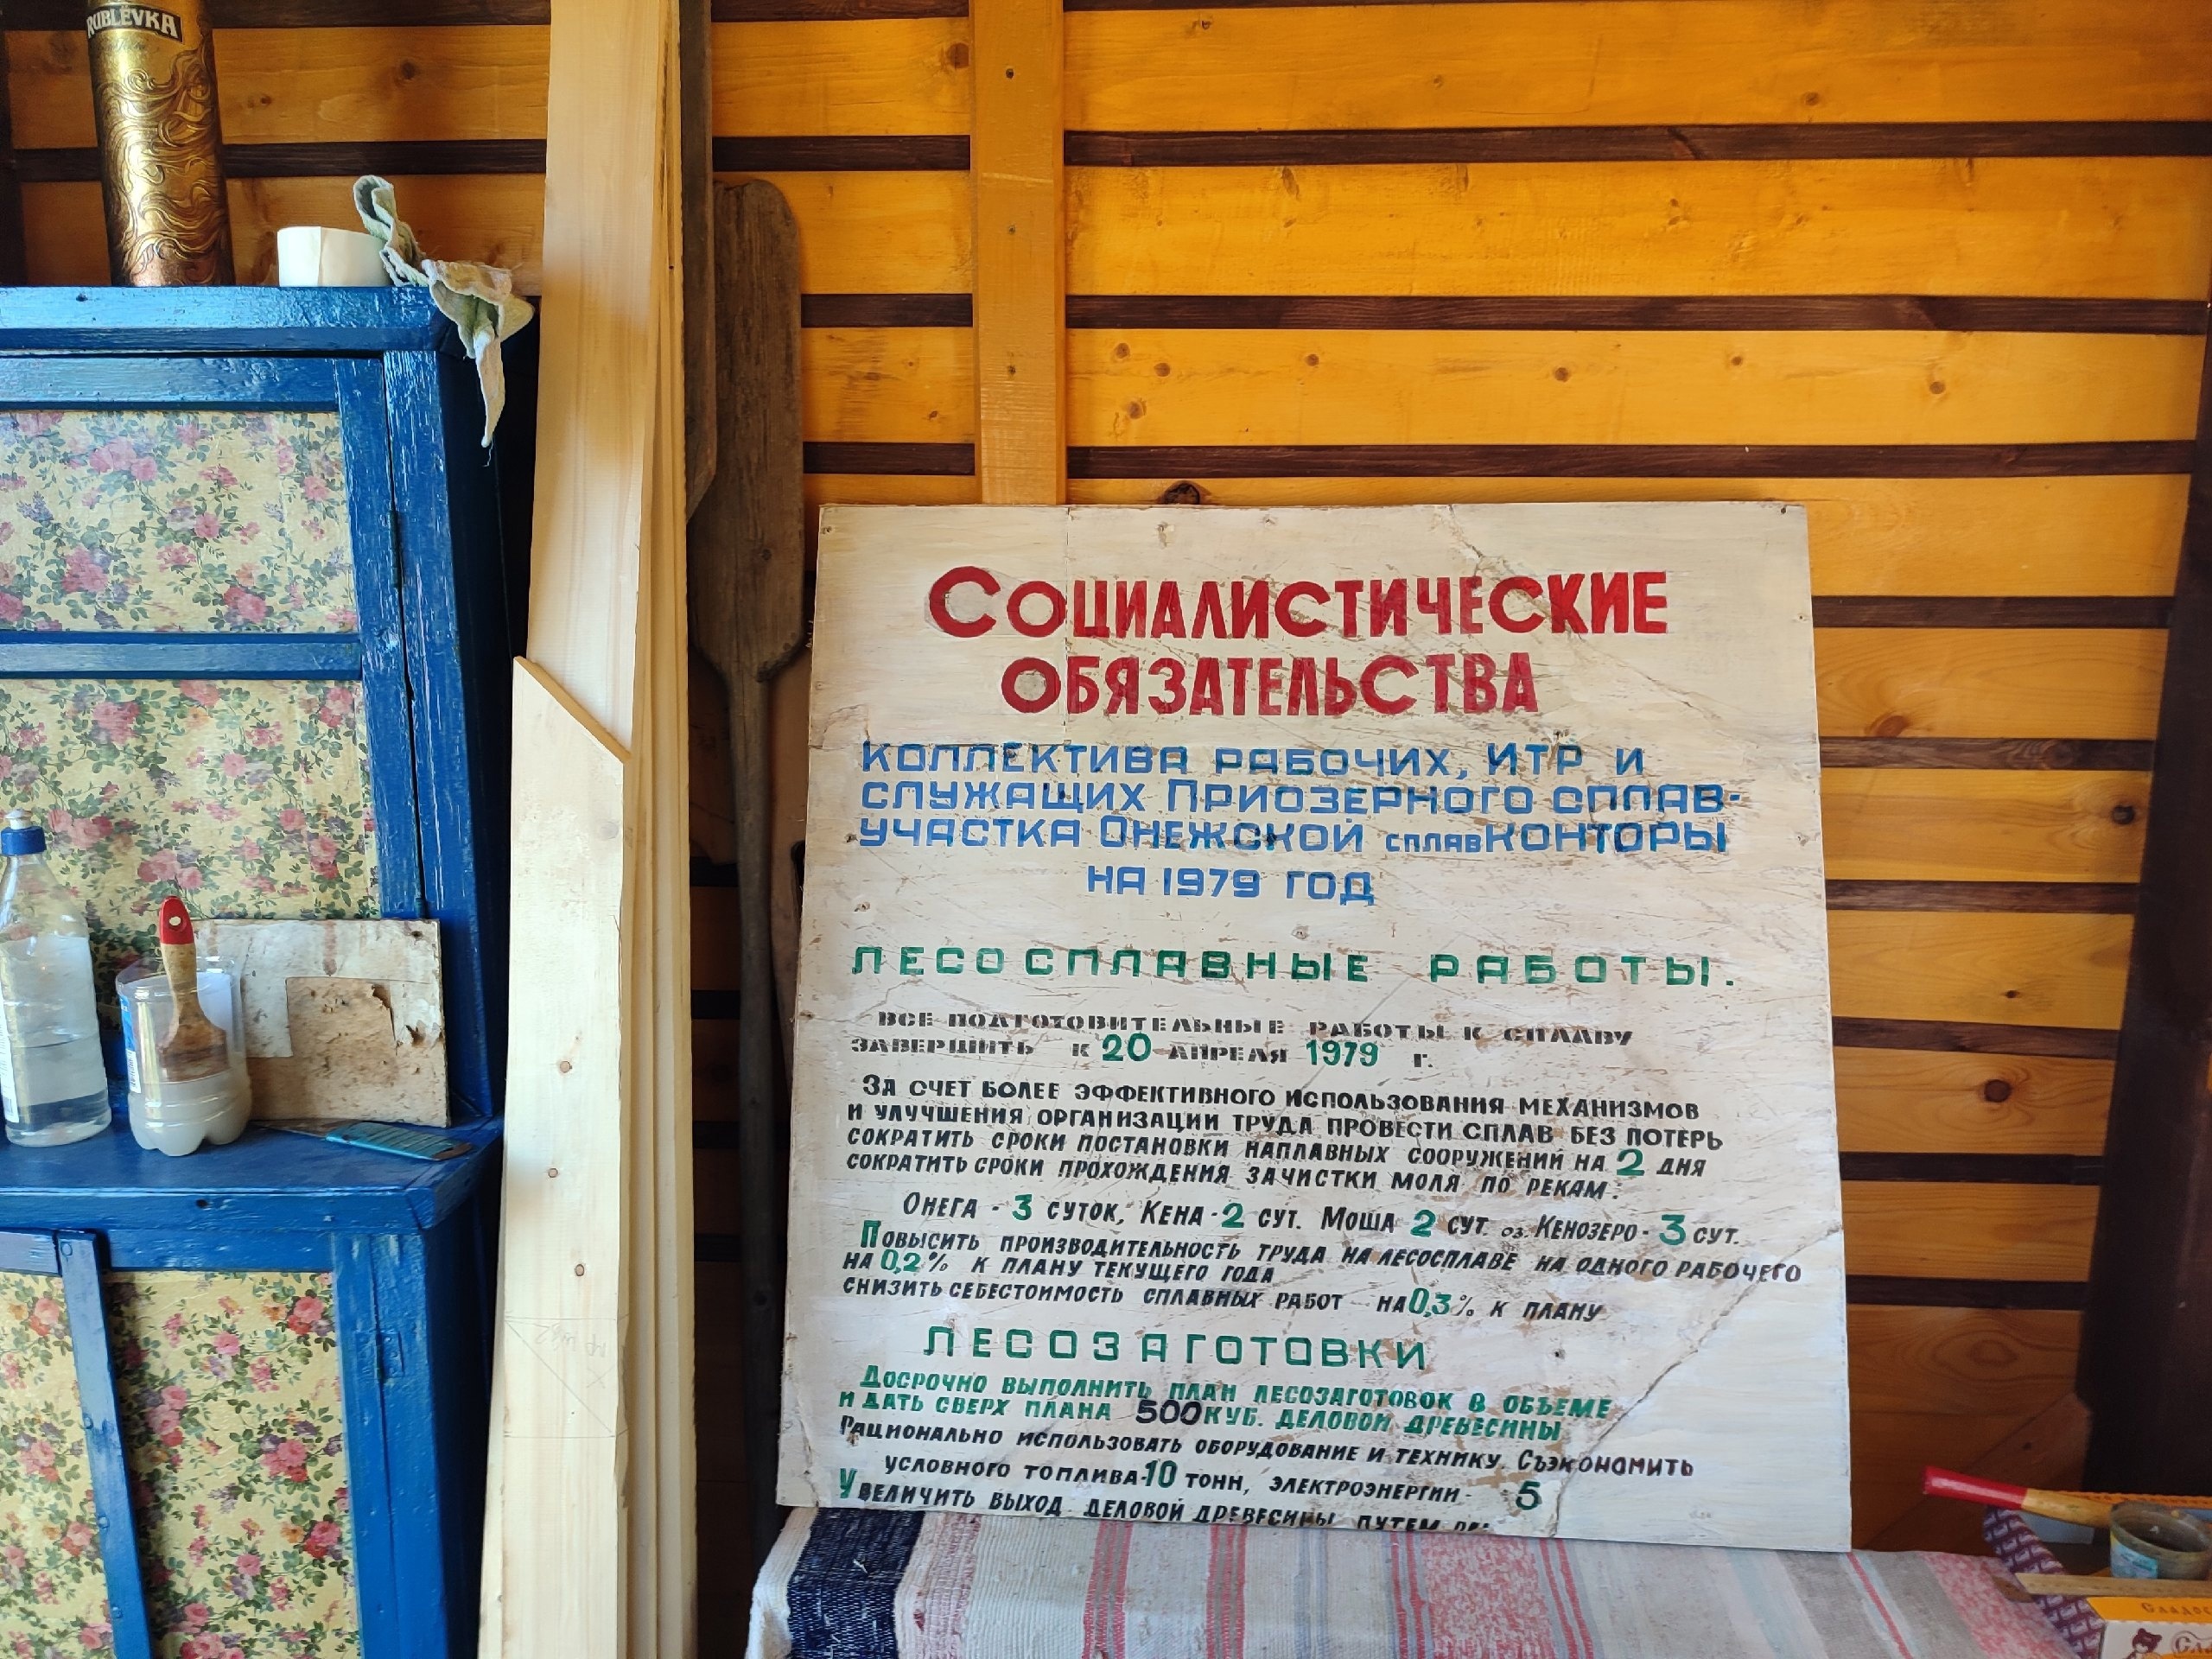 RUBLЁVKA
СОЦИАЛИСТИЧЕСКИЕ
ОБЯЗАТЕЛЬСТВА
КОЛЛЕКТИВА РАБОЧИХ, ИТР И
СЛУЖАЩИХ ПРИОЗЕРНОГО СПЛАВ-
УЧАСТКА ОНЕЖСКОЙ СПЛАВКОНТОРЫ
НА 1979 ГОД
ЛЕСОСПЛАВНЫЕ РАБОТЫ.
ВСЕ ПОДГОТОВИТЕЛЬНЫЕ РАБОТЫ К СПЛАВУ
ЗАВЕРШИТЬ К 20 АПРЕЛЯ 1979 г.
ЗА СЧЕТ БОЛЕЕ ЭФФЕКТИВНОГО ИСПОЛЬЗОВАНИЯ МЕХАНИЗМОВ
И УЛУЧШЕНИЯ ОРГАНИЗАЦИИ ТРУДА ПРОВЕСТИ СПЛАВ БЕЗ ПОТЕРЬ
СОКРАТИТЬ СРОКИ ПОСТАНОВКИ НАПЛАВНЫХ СООРУЖЕНИЙ НА 2 ДНЯ
СОКРАТИТЬ СРОКИ ПРОХОЖДЕНИЯ ЗАЧИСТКИ МОЛЯ ПО РЕКАМ:
ОНЕГА - 3 СУТОК, КЕНА - 2 СУТ. МОША 2 СУТ. ОЗ. КЕНОЗЕРО - 3 СУТ.
ПОВЫСИТЬ ПРОИЗВОДИТЕЛЬНОСТЬ ТРУДА НА ЛЕСОСПЛАВЕ НА ОДНОГО РАБОЧЕГО
НА 0,2% К ПЛАНУ ТЕКУЩЕГО ГОДА
СНИЗИТЬ СЕБЕСТОИМОСТЬ СПЛАВНЫХ РАБОТ НА 0,3% К ПЛАНУ
ЛЕСОЗАГОТОВКИ
ДОСРОЧНО ВЫПОЛНИТЬ ПЛАН ЛЕСОЗАГОТОВОК В ОБЪЕМЕ
И ДАТЬ СВЕРХ ПЛАНА 500 КУБ. ДЕЛОВОЙ ДРЕВЕСИНЫ
РАЦИОНАЛЬНО ИСПОЛЬЗОВАТЬ ОБОРУДОВАНИЕ И ТЕХНИКУ. СЪЭКОНОМИТЬ
УСЛОВНОГО ТОПЛИВА-10 ТОНН, ЭЛЕКТРОЭНЕРГИИ- 5
УВЕЛИЧИТЬ ВЫХОД ДЕЛОВОЙ ДРЕВЕСИНЫ ПУТЕМ